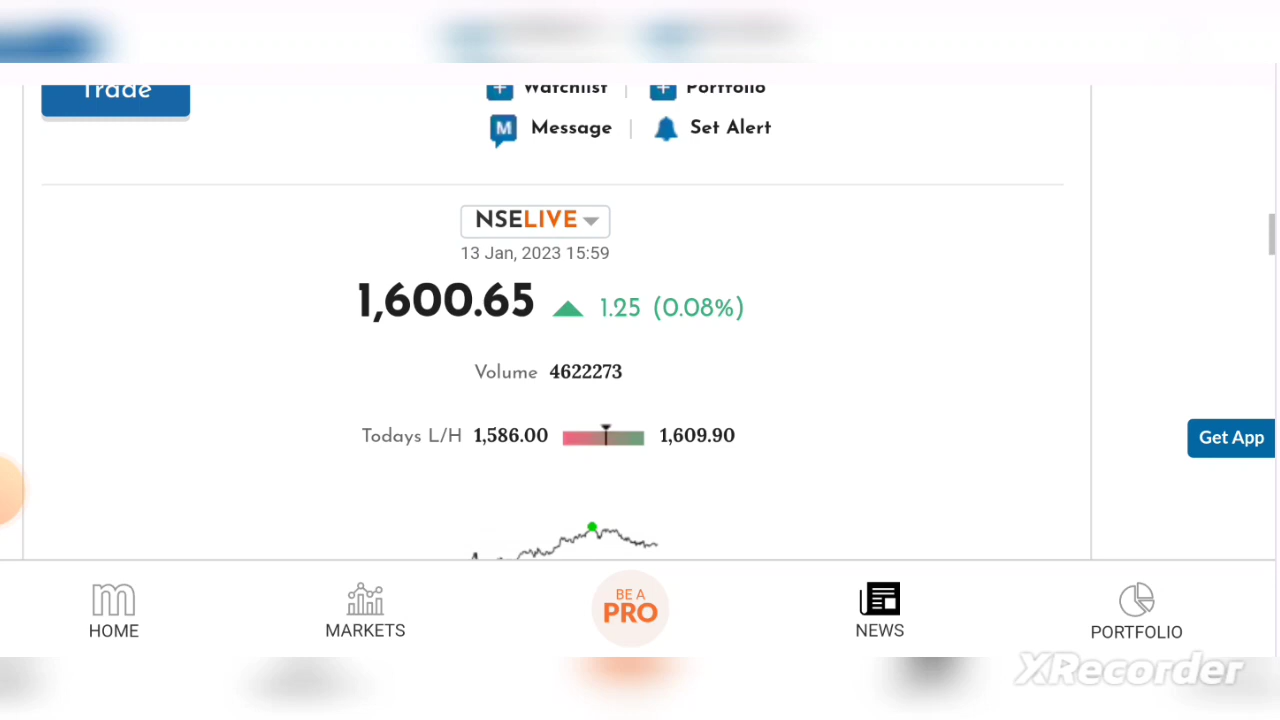 Trade
Watchlist | Portfolio
M Message | Set Alert
NSELIVE
13 Jan, 2023 15:59
1,600.65 1.25 (0.08%)
Volume 4622273
Todays L/H 1,586.00 1,609.90
Get App
BE A
PRO
HOME MARKETS NEWS PORTFOLIO
XRecorder